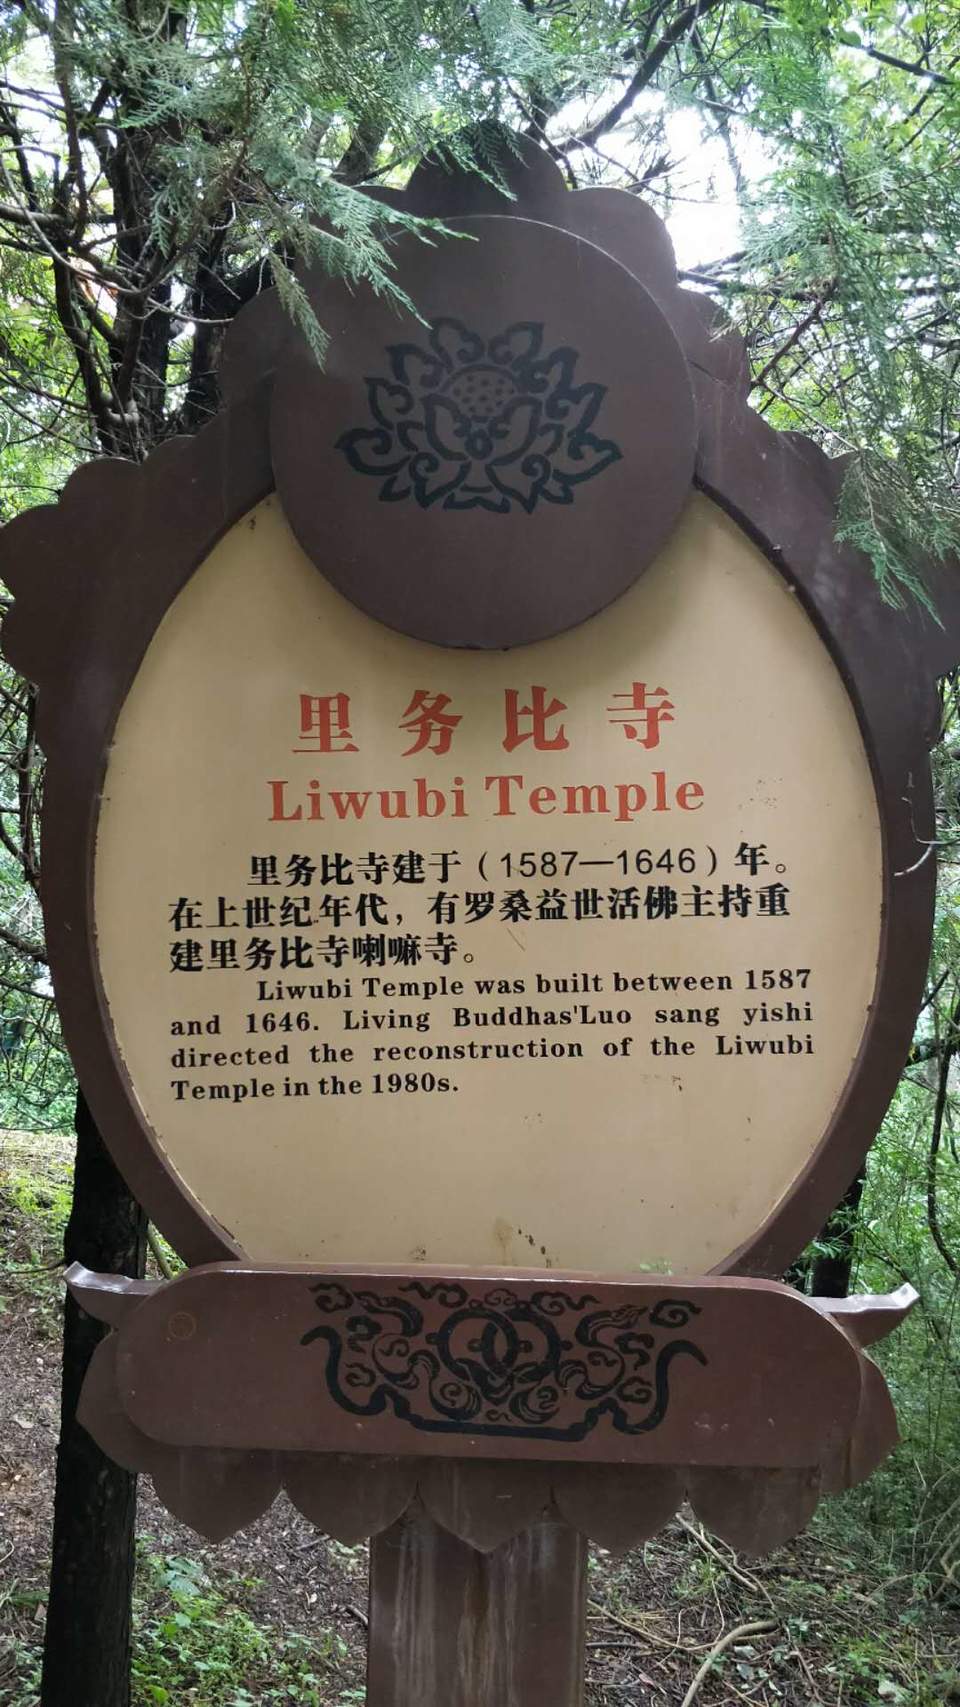 里务比寺
Liwubi Temple
里务比寺建于（1587—1646）年。
在上世纪年代，有罗桑益世活佛主持重
建里务比寺喇嘛寺。
Liwubi Temple was built between 1587
and 1646. Living Buddhas'Luo sang yishi
directed the reconstruction of the Liwubi
Temple in the 1980s.